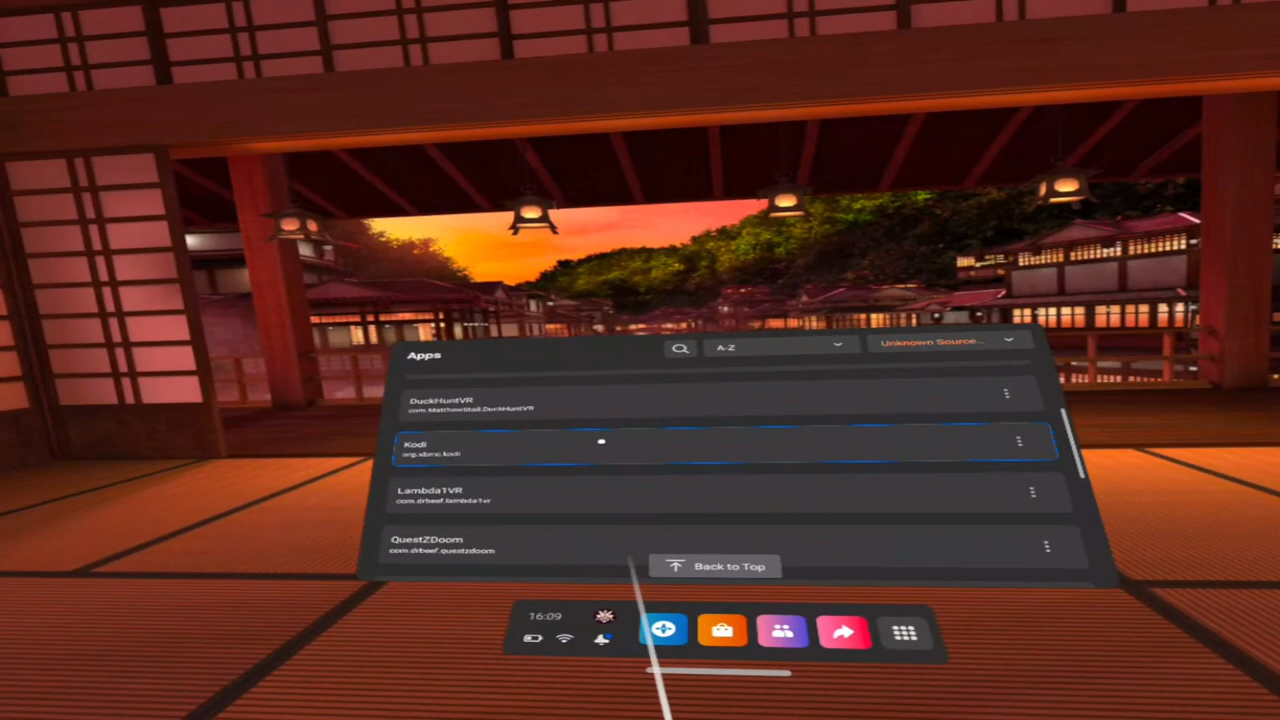 Apps
A-Z
Unknown Source...
DuckHuntVR
com.MatthewStall.DuckHuntVR
Kodi
org.xbmc.kodi
Lambda1VR
com.drbeef.lambda1vr
QuestZDoom
com.drbeef.questzdoom
Back to Top
16:09